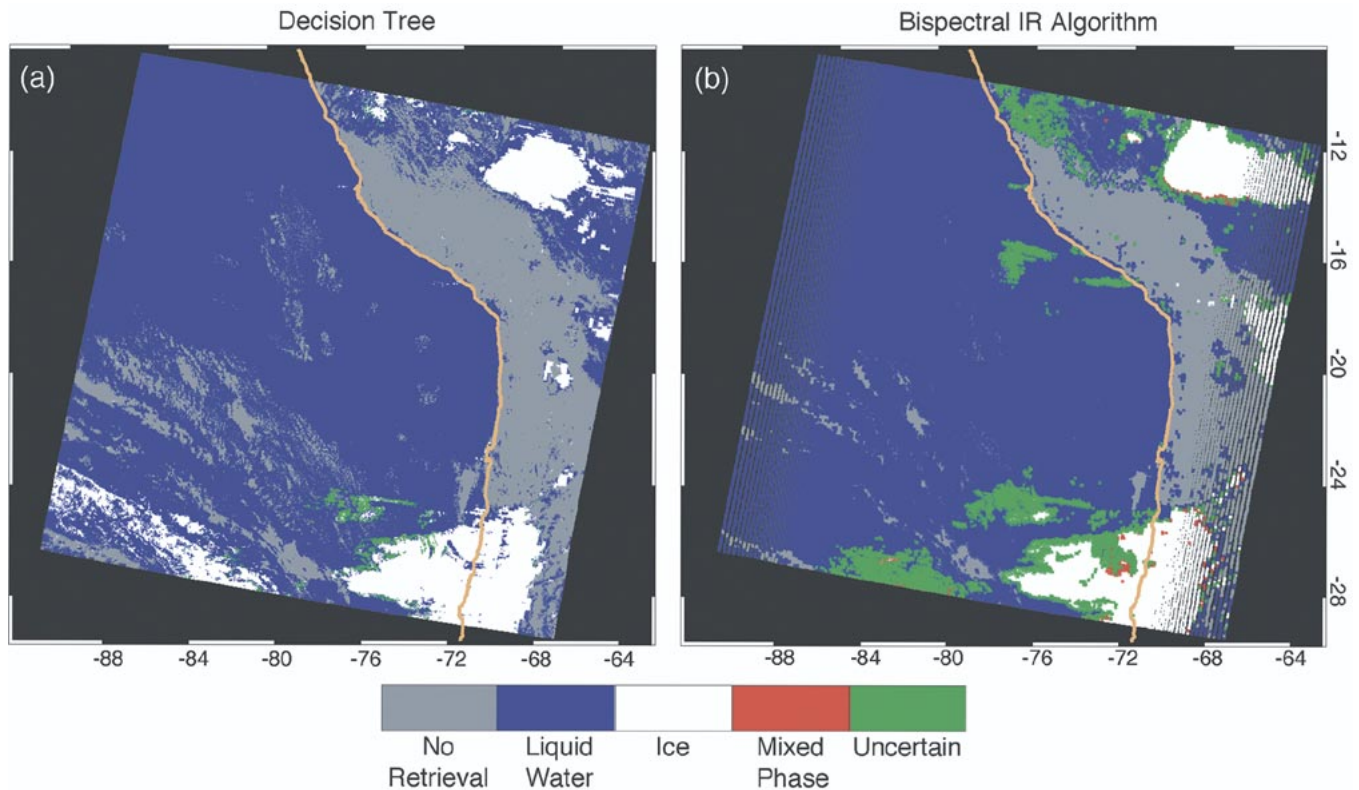 Decision Tree
Bispectral IR Algorithm
(a)
(b)
-12
-16
-20
-24
-28
-88 -84 -80 -76 -72 -68 -64
-88 -84 -80 -76 -72 -68 -64
No Retrieval
Liquid Water
Ice
Mixed Phase
Uncertain